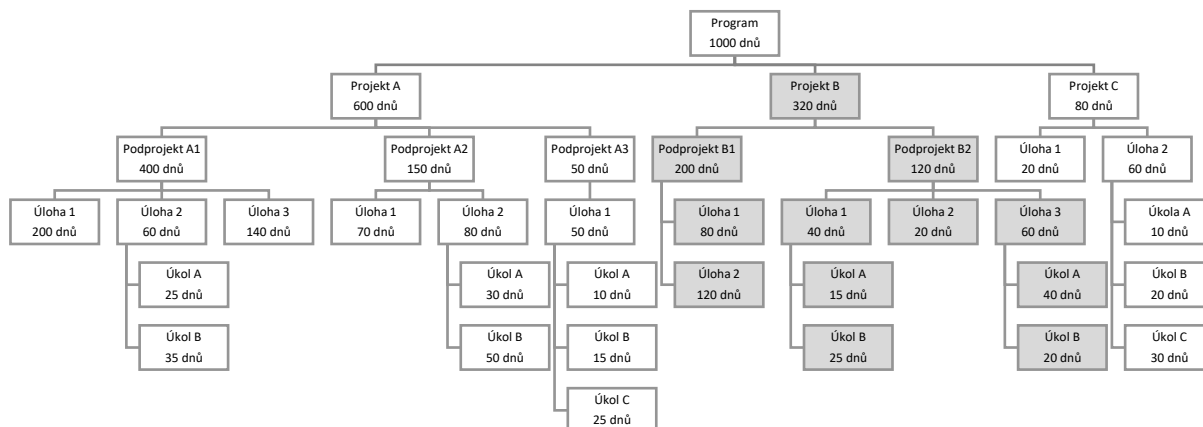 Program
1000 dnů
Projekt A
600 dnů
Projekt B
320 dnů
Projekt C
80 dnů
Podprojekt A1
400 dnů
Podprojekt A2
150 dnů
Podprojekt A3
50 dnů
Podprojekt B1
200 dnů
Podprojekt B2
120 dnů
Úloha 1
20 dnů
Úloha 2
60 dnů
Úloha 1
200 dnů
Úloha 2
60 dnů
Úloha 3
140 dnů
Úloha 1
70 dnů
Úloha 2
80 dnů
Úloha 1
50 dnů
Úloha 1
80 dnů
Úloha 1
40 dnů
Úloha 2
20 dnů
Úloha 3
60 dnů
Úkola A
10 dnů
Úkol A
25 dnů
Úkol A
30 dnů
Úkol A
10 dnů
Úloha 2
120 dnů
Úkol A
15 dnů
Úkol A
40 dnů
Úkol B
20 dnů
Úkol B
35 dnů
Úkol B
50 dnů
Úkol B
15 dnů
Úkol B
25 dnů
Úkol B
20 dnů
Úkol C
30 dnů
Úkol C
25 dnů